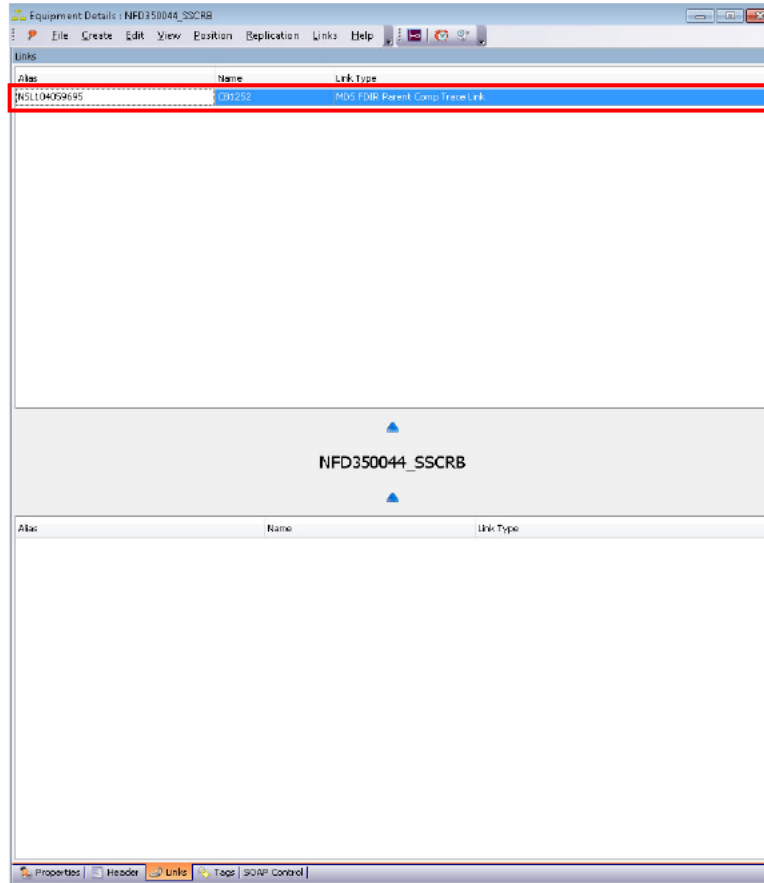 Equipment Details : NFD350044_SSCRB
File Create Edit View Position Replication Links Help
Links
Alias Name Link Type
NSLL04059695 CB1252 MDS FDIR Parent Comp Trace Link
NFD350044_SSCRB
Alias Name Link Type
Properties Header Links Tags SOAP Control